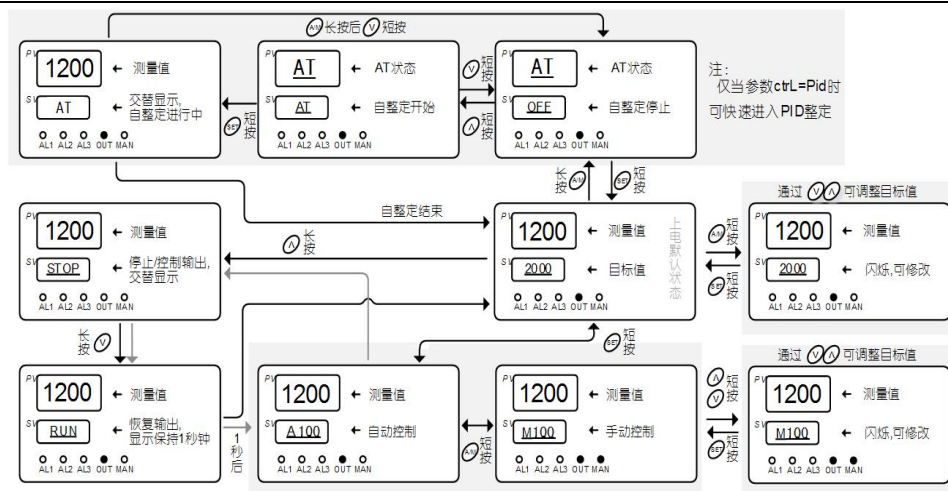 A/M 长按后 ∨ 短按
PV
1200 ← 测量值
SV
AT ← 交替显示,
自整定进行中
AL1 AL2 AL3 OUT MAN
SET 短按
PV
AT ← AT状态
SV
AT ← 自整定开始
AL1 AL2 AL3 OUT MAN
∨ 短按
∧ 短按
PV
AT ← AT状态
SV
OFF ← 自整定停止
AL1 AL2 AL3 OUT MAN
注:
仅当参数ctrL=Pid时
可快速进入PID整定
长按 A/M
SET 短按
自整定结束
PV
1200 ← 测量值
SV
STOP ← 停止/控制输出,
交替显示
AL1 AL2 AL3 OUT MAN
∧ 长按
PV
1200 ← 测量值
SV
2000 ← 目标值
AL1 AL2 AL3 OUT MAN
上电默认状态
A/M 短按
SET 短按
通过 ∨ ∧ 可调整目标值
PV
1200 ← 测量值
SV
2000 ← 闪烁,可修改
AL1 AL2 AL3 OUT MAN
长按 ∨
SET 短按
PV
1200 ← 测量值
SV
RUN ← 恢复输出,
显示保持1秒钟
AL1 AL2 AL3 OUT MAN
1秒后
PV
1200 ← 测量值
SV
A100 ← 自动控制
AL1 AL2 AL3 OUT MAN
A/M 短按
PV
1200 ← 测量值
SV
M100 ← 手动控制
AL1 AL2 AL3 OUT MAN
∧ ∨ 短按
SET 短按
通过 ∨ ∧ 可调整目标值
PV
1200 ← 测量值
SV
M100 ← 闪烁,可修改
AL1 AL2 AL3 OUT MAN